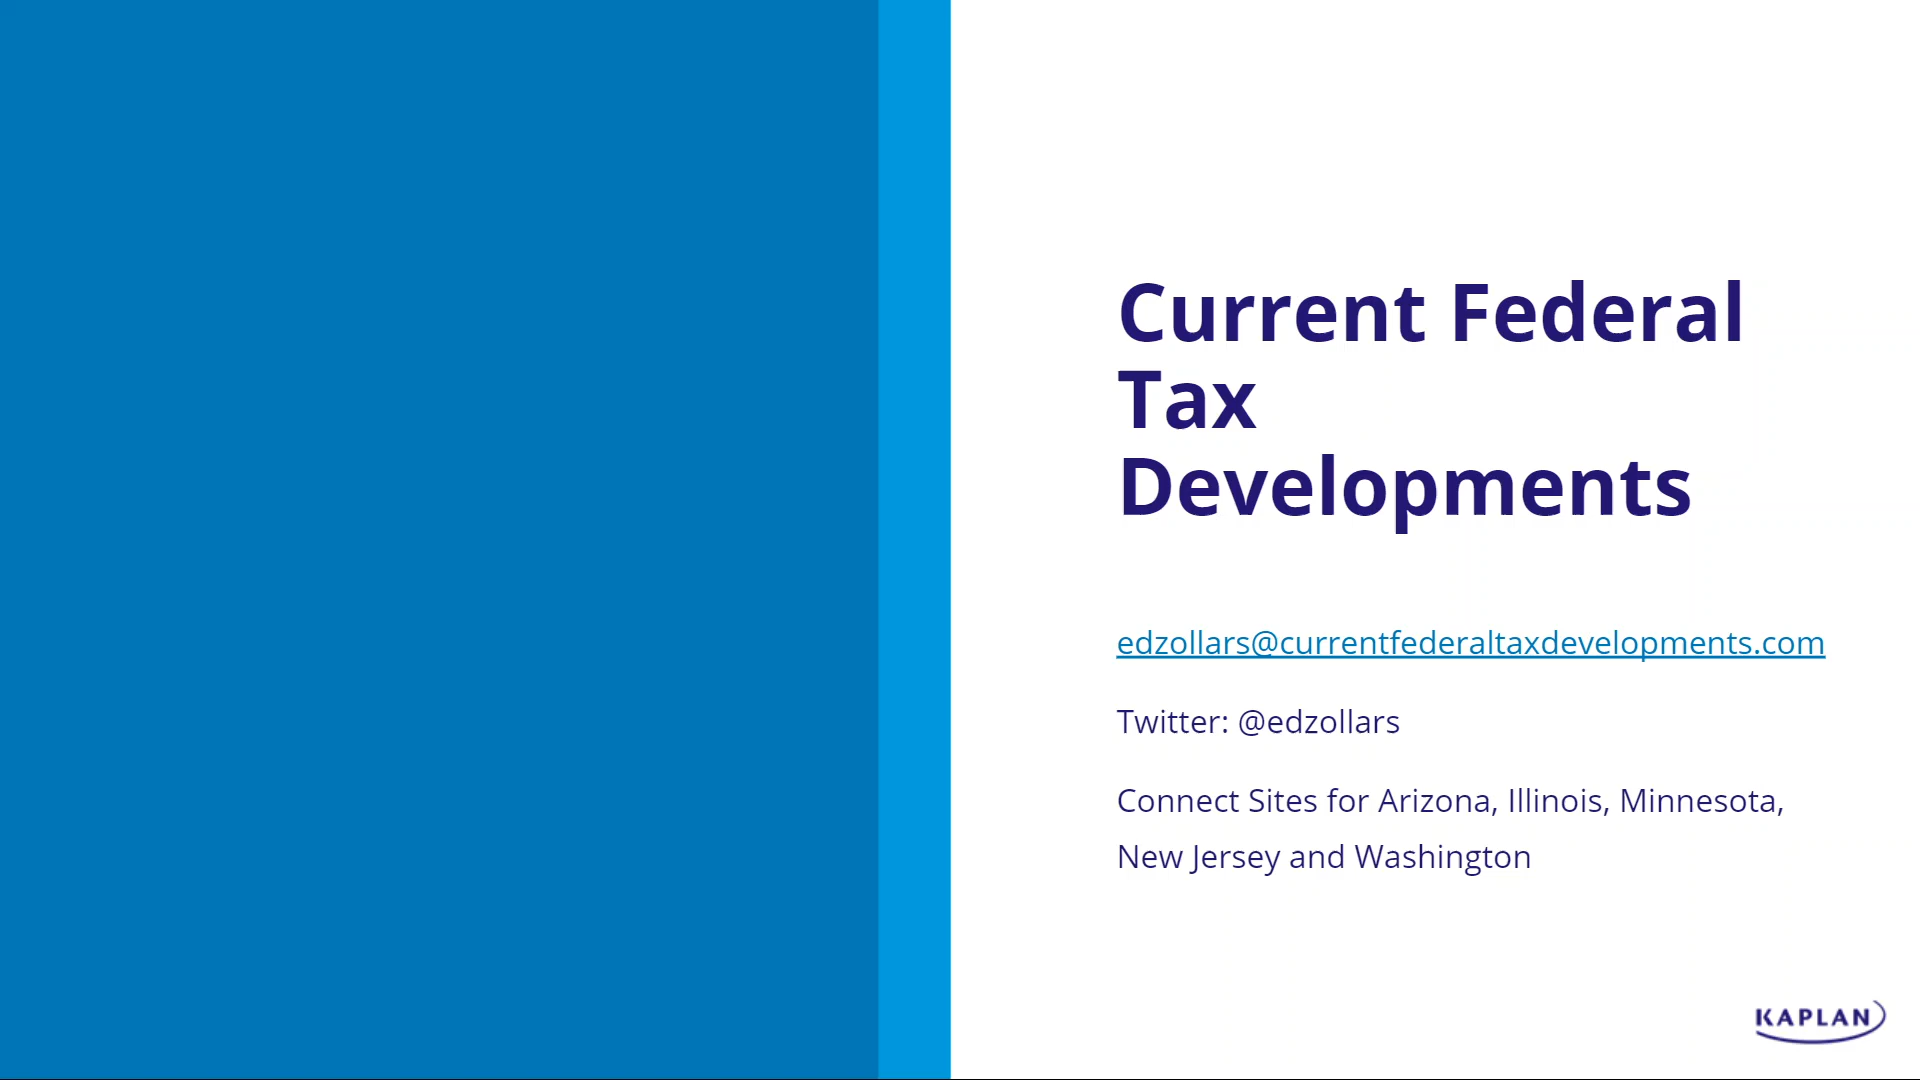 Current Federal
Tax
Developments
edzollars@currentfederaltaxdevelopments.com
Twitter: @edzollars
Connect Sites for Arizona, Illinois, Minnesota,
New Jersey and Washington
KAPLAN